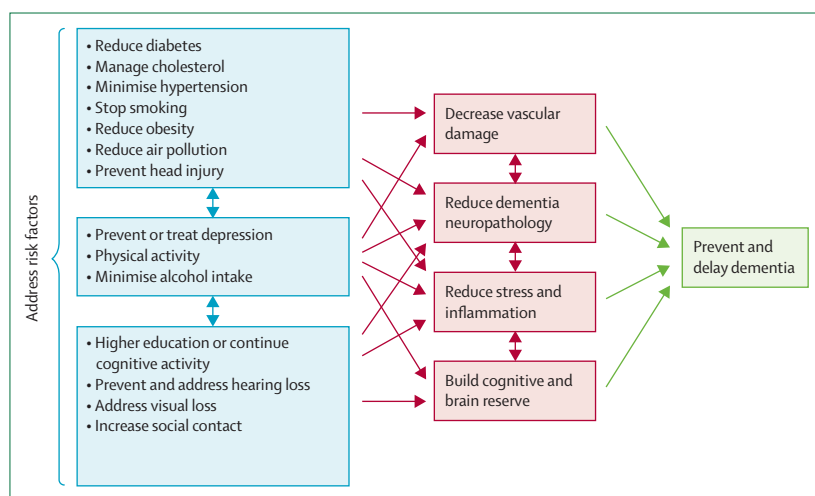 Address risk factors
• Reduce diabetes
• Manage cholesterol
• Minimise hypertension
• Stop smoking
• Reduce obesity
• Reduce air pollution
• Prevent head injury
• Prevent or treat depression
• Physical activity
• Minimise alcohol intake
• Higher education or continue
cognitive activity
• Prevent and address hearing loss
• Address visual loss
• Increase social contact
Decrease vascular
damage
Reduce dementia
neuropathology
Reduce stress and
inflammation
Build cognitive and
brain reserve
Prevent and
delay dementia